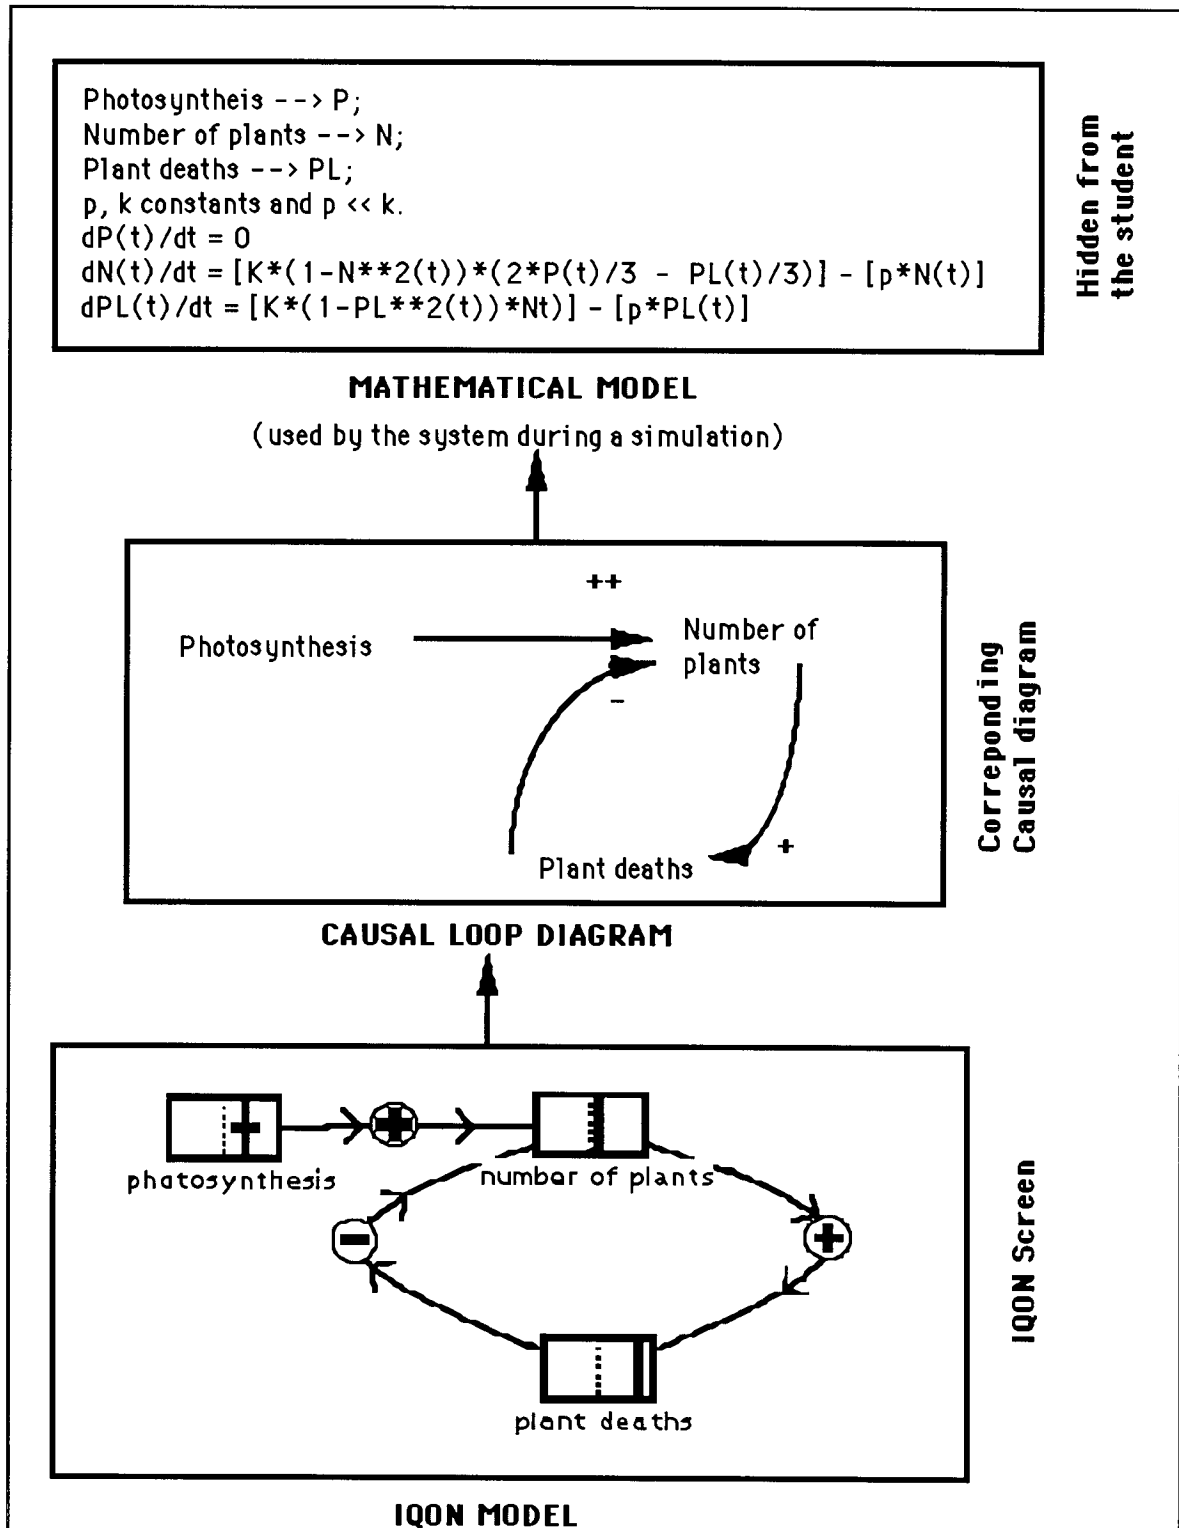 Photosyntheis --> P;
Number of plants --> N;
Plant deaths --> PL;
p, k constants and p << k.
dP(t)/dt = 0
dN(t)/dt = [K*(1-N**2(t))*(2*P(t)/3 - PL(t)/3)] - [p*N(t)]
dPL(t)/dt = [K*(1-PL**2(t))*Nt)] - [p*PL(t)]
Hidden from
the student
MATHEMATICAL MODEL
(used by the system during a simulation)
++
Photosynthesis
Number of
plants
-
+
Plant deaths
Correponding
Causal diagram
CAUSAL LOOP DIAGRAM
+
photosynthesis
number of plants
-
+
plant deaths
IQON Screen
IQON MODEL